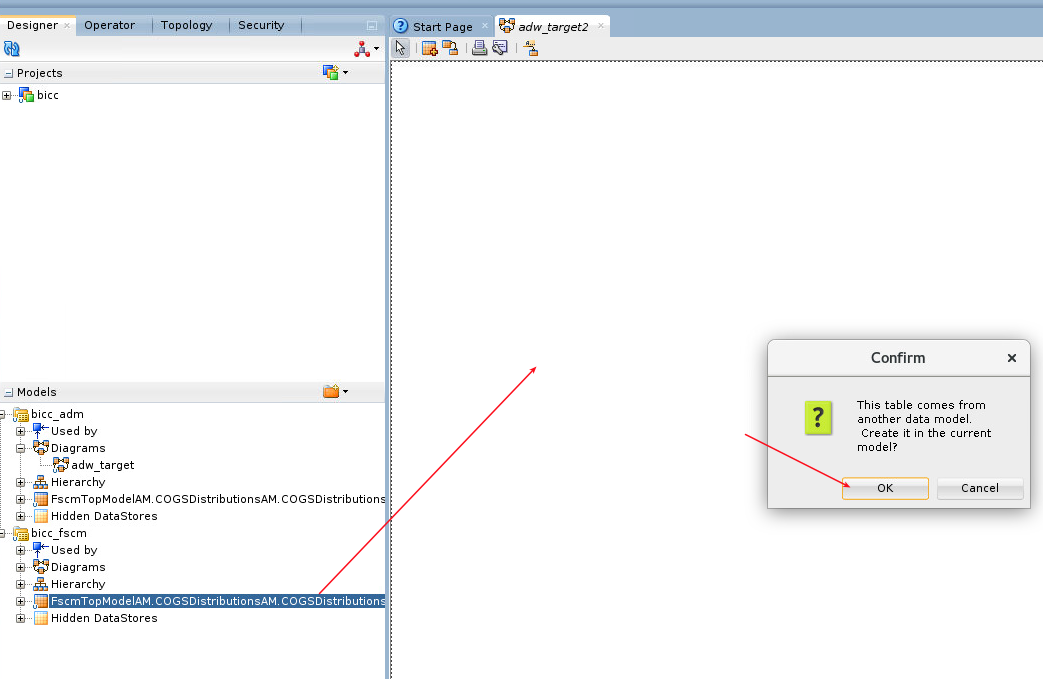 Designer
Operator
Topology
Security
Start Page
adw_target2
Projects
bicc
Models
bicc_adm
Used by
Diagrams
adw_target
Hierarchy
FscmTopModelAM.COGSDistributionsAM.COGSDistributions
Hidden DataStores
bicc_fscm
Used by
Diagrams
Hierarchy
FscmTopModelAM.COGSDistributionsAM.COGSDistributions
Hidden DataStores
Confirm
This table comes from
another data model.
Create it in the current
model?
OK
Cancel